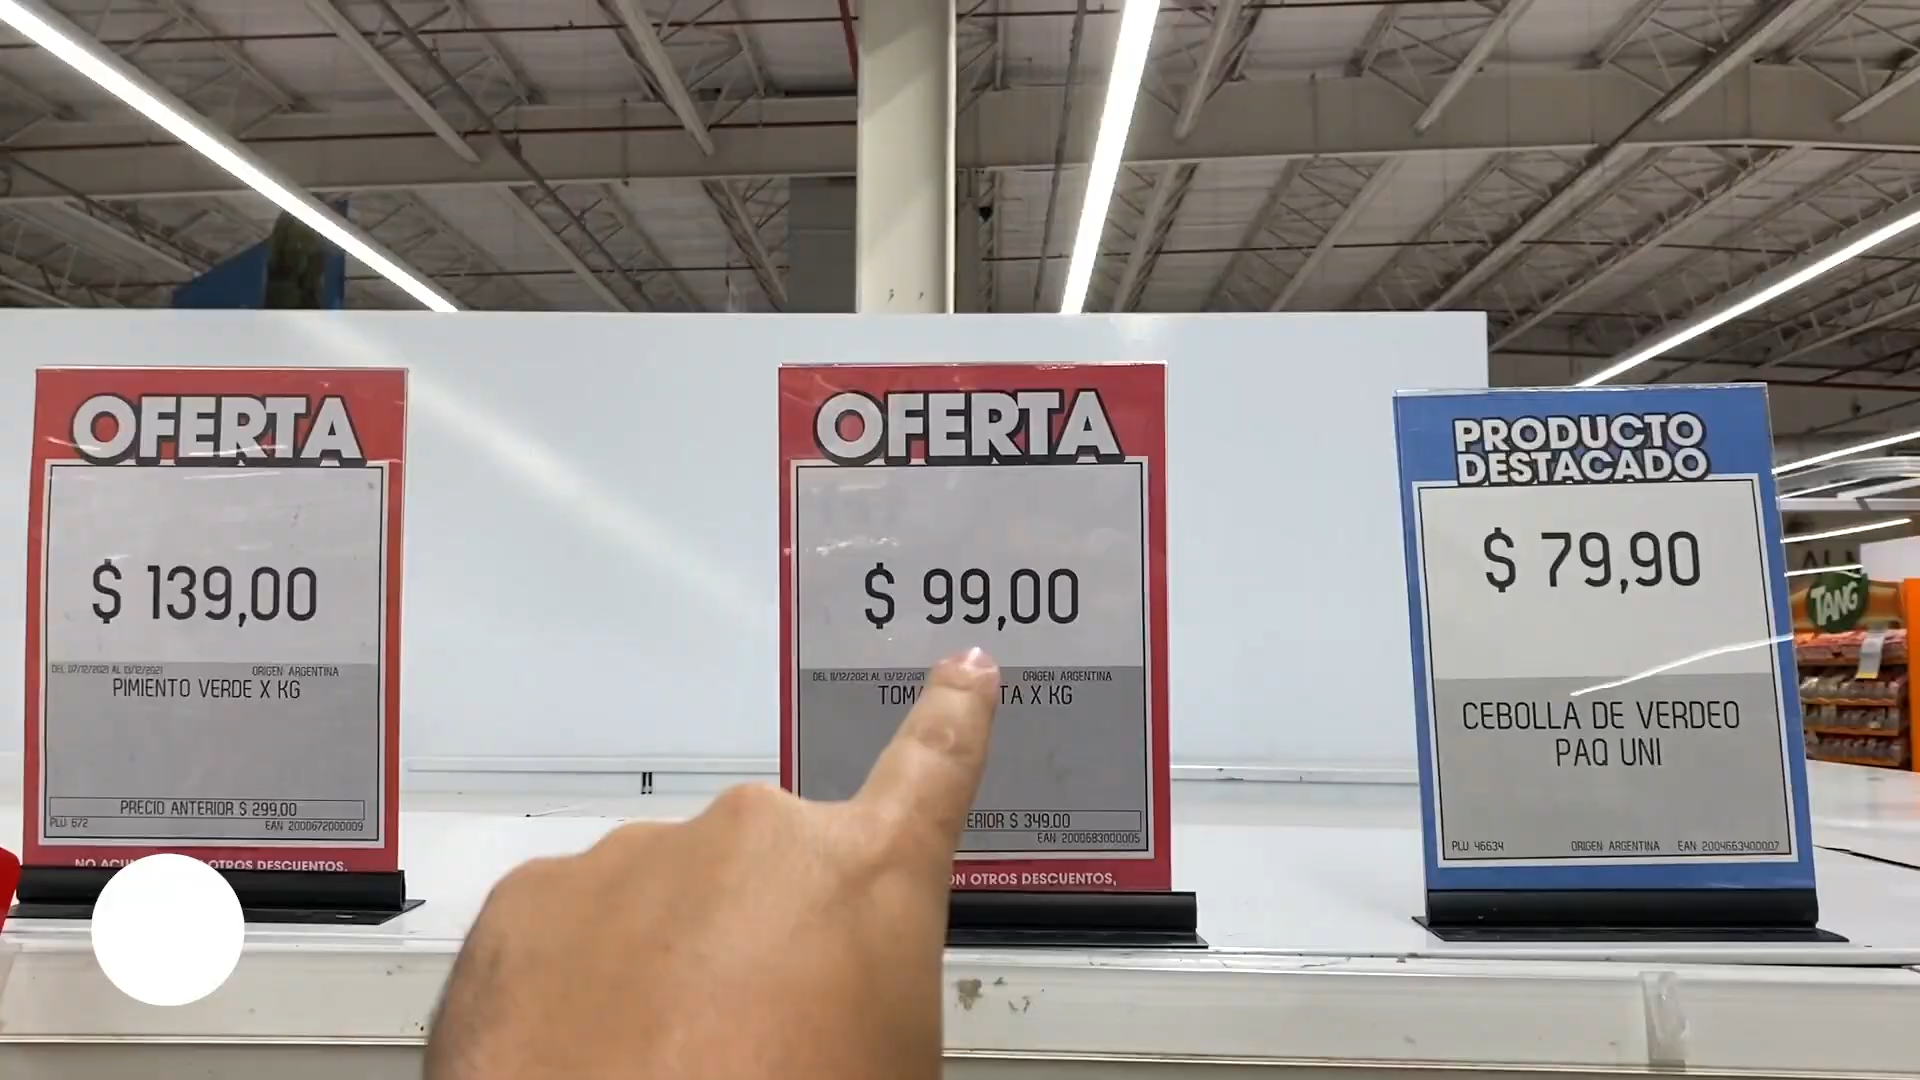 OFERTA
$ 139,00
DEL 07/12/2021 AL 13/12/2021 ORIGEN ARGENTINA
PIMIENTO VERDE X KG
PRECIO ANTERIOR $ 299,00
PLU 672 EAN 2000672000009
NO OTROS DESCUENTOS.
OFERTA
$ 99,00
DEL 11/12/2021 AL 13/12/2021 ORIGEN ARGENTINA
X KG
$ 349,00
EAN 2000683000005
OTROS DESCUENTOS,
PRODUCTO
DESTACADO
$ 79,90
CEBOLLA DE VERDEO
PAQ UNI
PLU 46634 ORIGEN ARGENTINA EAN 2004663400007
TANG